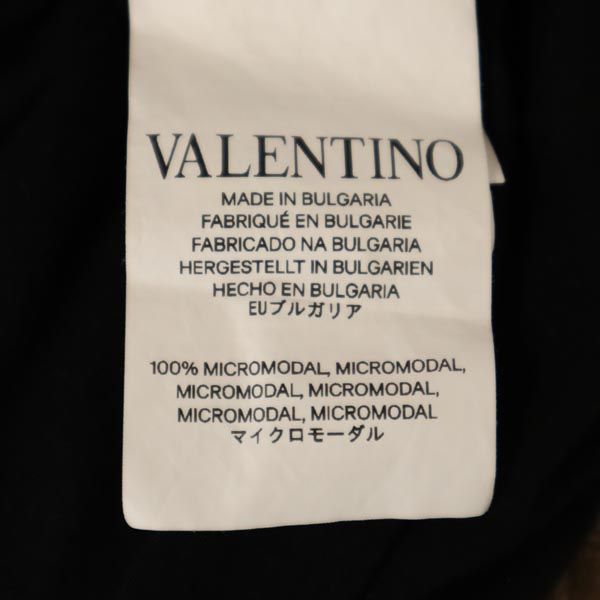 VALENTINO
MADE IN BULGARIA
FABRIQUÉ EN BULGARIE
FABRICADO NA BULGARIA
HERGESTELLT IN BULGARIEN
HECHO EN BULGARIA
EUブルガリア
100% MICROMODAL, MICROMODAL,
MICROMODAL, MICROMODAL,
MICROMODAL, MICROMODAL
マイクロモーダル